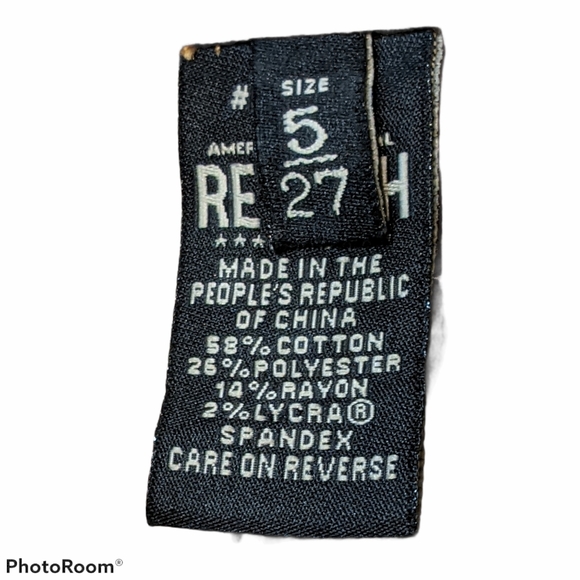 #
SIZE
5
27
AMER
L
RE
H
★★★
MADE IN THE
PEOPLE'S REPUBLIC
OF CHINA
58% COTTON
26% POLYESTER
14% RAYON
2% LYCRA®
SPANDEX
CARE ON REVERSE
PhotoRoom®